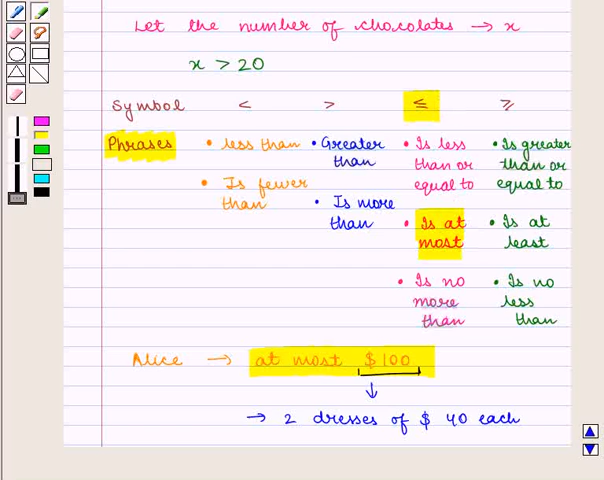 Let the number of chocolates → x
x > 20
Symbol < > ≤ ≥
Phrases • less than • Greater than • Is less than or equal to • Is greater than or equal to
• Is fewer than • Is more than • Is at most • Is at least
• Is no more than • Is no less than
Alice → at most $100
↓
→ 2 dresses of $ 40 each